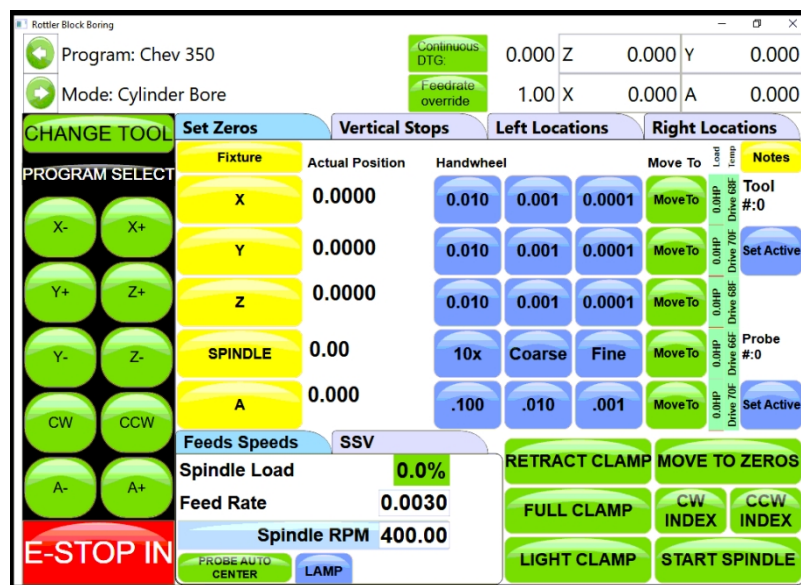 Rottler Block Boring
Program: Chev 350
Continuous DTG: 0.000 Z 0.000 Y 0.000
Mode: Cylinder Bore
Feedrate override 1.00 X 0.000 A 0.000
CHANGE TOOL
PROGRAM SELECT
X- X+
Y+ Z+
Y- Z-
CW CCW
A- A+
E-STOP IN
Set Zeros Vertical Stops Left Locations Right Locations
Fixture Actual Position Handwheel Move To Load Temp Notes
X 0.0000 0.010 0.001 0.0001 MoveTo 0.0HP Drive 68F Tool #:0
Y 0.0000 0.010 0.001 0.0001 MoveTo 0.0HP Drive 70F Set Active
Z 0.0000 0.010 0.001 0.0001 MoveTo 0.0HP Drive 68F
SPINDLE 0.00 10x Coarse Fine MoveTo 0.0HP Drive 66F Probe #:0
A 0.000 .100 .010 .001 MoveTo 0.0HP Drive 70F Set Active
Feeds Speeds SSV
Spindle Load 0.0%
Feed Rate 0.0030
Spindle RPM 400.00
PROBE AUTO CENTER LAMP
RETRACT CLAMP MOVE TO ZEROS
FULL CLAMP CW INDEX CCW INDEX
LIGHT CLAMP START SPINDLE